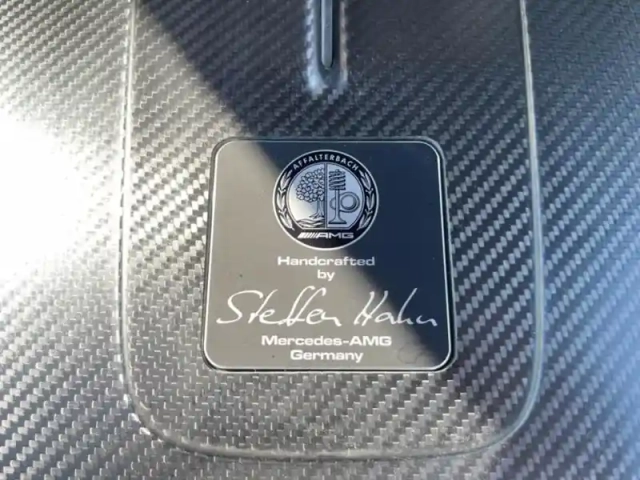 AFFALTERBACH
AMG
Handcrafted
by
Steffen Hahn
Mercedes-AMG
Germany